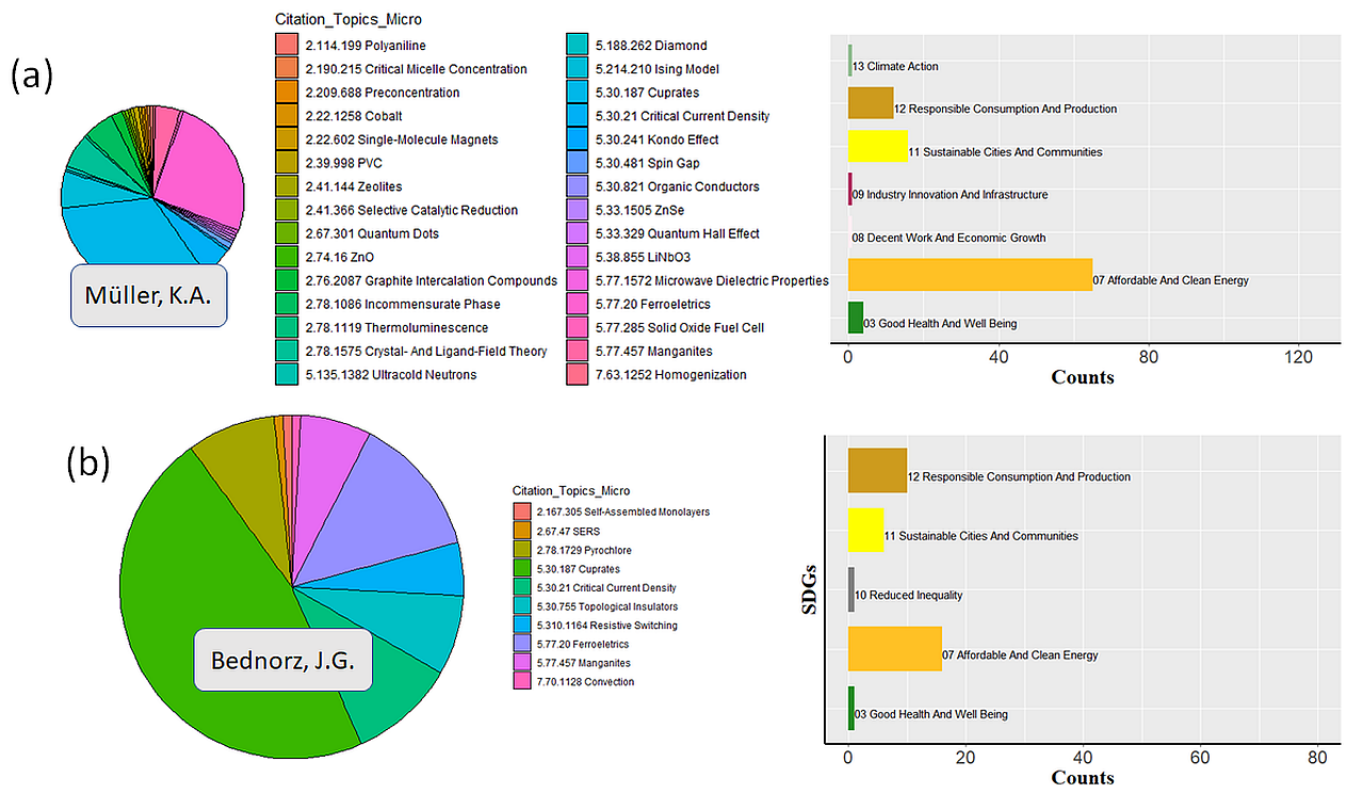 Citation_Topics_Micro
(a)
2.114.199 Polyaniline
2.190.215 Critical Micelle Concentration
2.209.688 Preconcentration
2.22.1258 Cobalt
2.22.602 Single-Molecule Magnets
2.39.998 PVC
2.41.144 Zeolites
2.41.366 Selective Catalytic Reduction
2.67.301 Quantum Dots
2.74.16 ZnO
2.76.2087 Graphite Intercalation Compounds
2.78.1086 Incommensurate Phase
2.78.1119 Thermoluminescence
2.78.1575 Crystal- And Ligand-Field Theory
5.135.1382 Ultracold Neutrons
5.188.262 Diamond
5.214.210 Ising Model
5.30.187 Cuprates
5.30.21 Critical Current Density
5.30.241 Kondo Effect
5.30.481 Spin Gap
5.30.821 Organic Conductors
5.33.1505 ZnSe
5.33.329 Quantum Hall Effect
5.38.855 LiNbO3
5.77.1572 Microwave Dielectric Properties
5.77.20 Ferroeletrics
5.77.285 Solid Oxide Fuel Cell
5.77.457 Manganites
7.63.1252 Homogenization
Müller, K.A.
13 Climate Action
12 Responsible Consumption And Production
11 Sustainable Cities And Communities
09 Industry Innovation And Infrastructure
08 Decent Work And Economic Growth
07 Affordable And Clean Energy
03 Good Health And Well Being
0 40 80 120
Counts
(b)
Bednorz, J.G.
Citation_Topics_Micro
2.167.305 Self-Assembled Monolayers
2.67.47 SERS
2.78.1729 Pyrochlore
5.30.187 Cuprates
5.30.21 Critical Current Density
5.30.755 Topological Insulators
5.310.1164 Resistive Switching
5.77.20 Ferroeletrics
5.77.457 Manganites
7.70.1128 Convection
SDGs
12 Responsible Consumption And Production
11 Sustainable Cities And Communities
10 Reduced Inequality
07 Affordable And Clean Energy
03 Good Health And Well Being
0 20 40 60 80
Counts